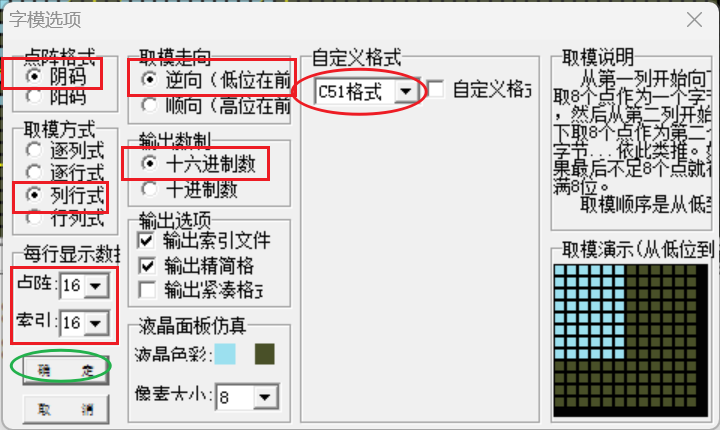 字模选项
点阵格式
阴码
阳码
取模方式
逐列式
逐行式
列行式
行列式
每行显示数据
点阵: 16
索引: 16
确 定
取 消
取模走向
逆向（低位在前
顺向（高位在前
输出数制
十六进制数
十进制数
输出选项
输出索引文件
输出精简格
输出紧凑格式
液晶面板仿真
液晶色彩:
像素大小: 8
自定义格式
C51格式 自定义格式
取模说明
从第一列开始向下
取8个点作为一个字节
，然后从第二列开始
下取8个点作为第二个
字节...依此类推。如
果最后不足8个点就补
满8位。
取模顺序是从低到
取模演示(从低位到